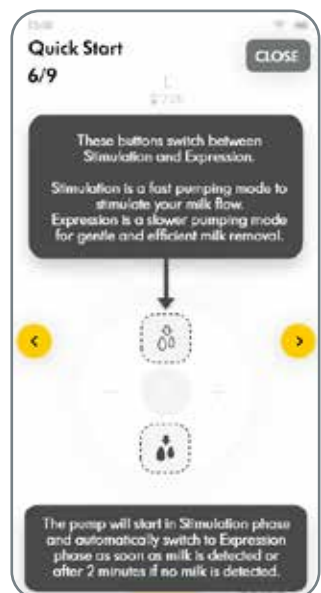 Quick Start
CLOSE
6/9
These buttons switch between
Stimulation and Expression.
Stimulation is a fast pumping mode to
stimulate your milk flow.
Expression is a slower pumping mode
for gentle and efficient milk removal.
The pump will start in Stimulation phase
and automatically switch to Expression
phase as soon as milk is detected or
after 2 minutes if no milk is detected.